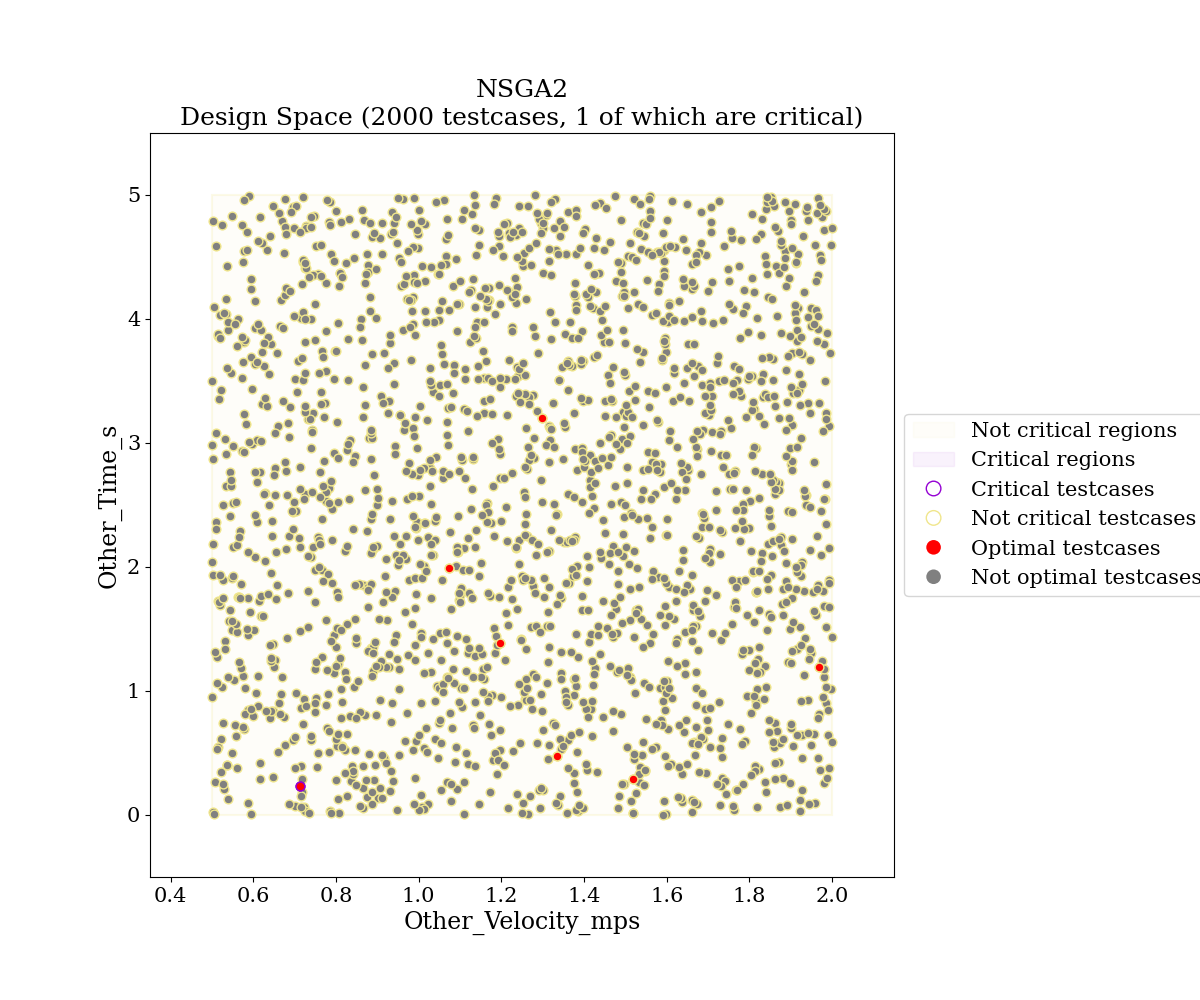 NSGA2
Design Space (2000 testcases, 1 of which are critical)
5
4
3
2
1
0
Other_Time_s
0.4 0.6 0.8 1.0 1.2 1.4 1.6 1.8 2.0
Other_Velocity_mps
Not critical regions
Critical regions
Critical testcases
Not critical testcases
Optimal testcases
Not optimal testcases